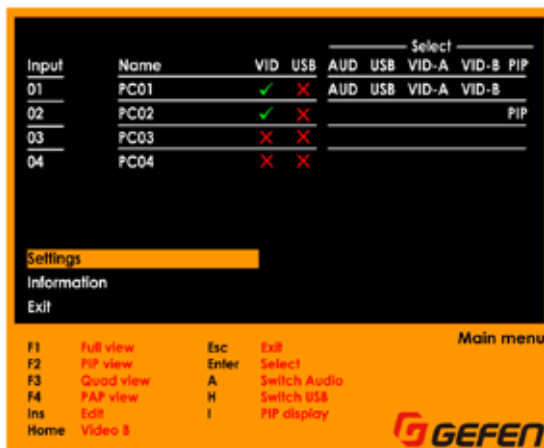 Select
Input Name VID USB AUD USB VID-A VID-B PIP
01 PC01 AUD USB VID-A VID-B
02 PC02 PIP
03 PC03
04 PC04
Settings
Information
Exit
Main menu
F1 Full view Esc Exit
F2 PIP view Enter Select
F3 Quad view A Switch Audio
F4 PAP view H Switch USB
Ins Edit I PIP display
Home Video B
GEFEN